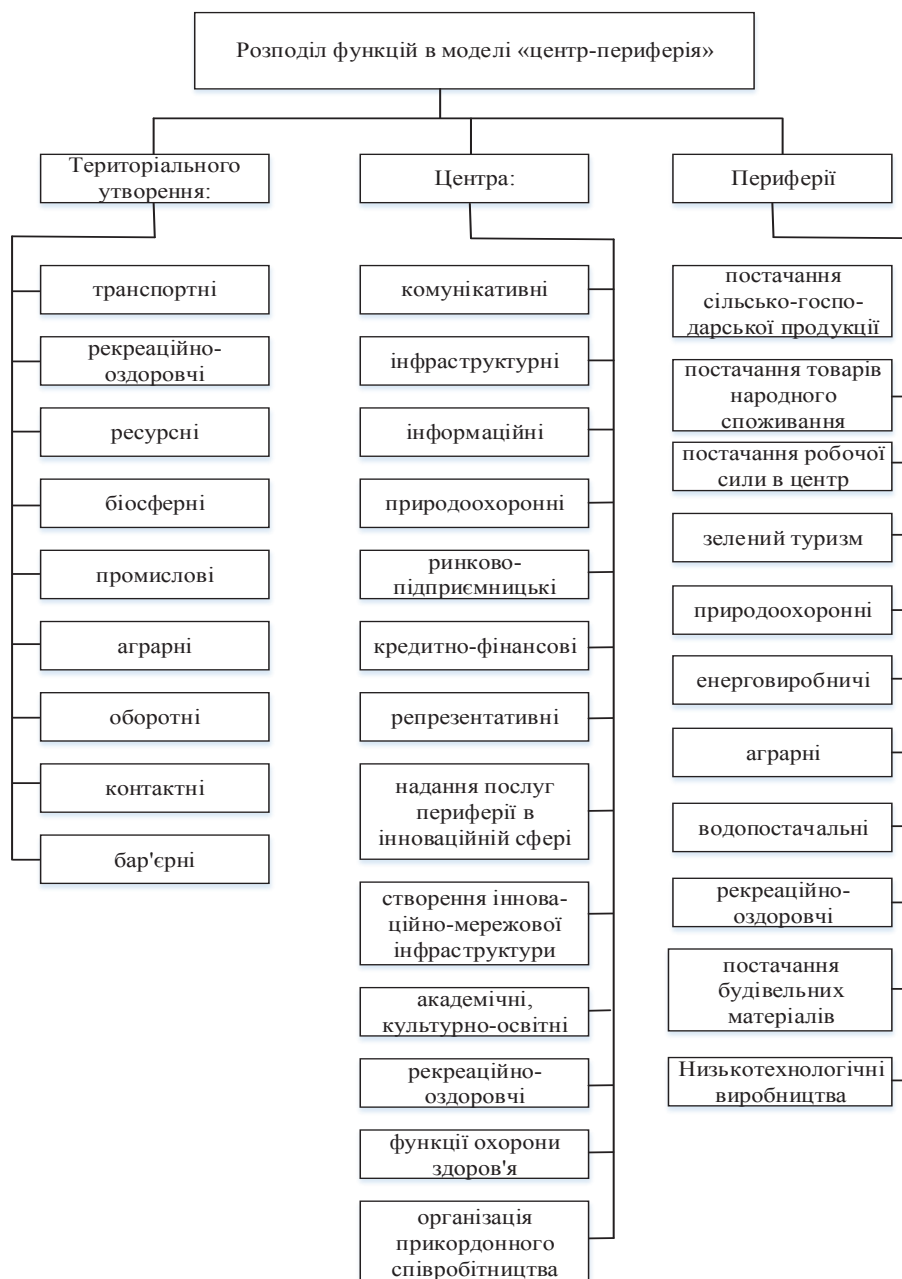 Розподіл функцій в моделі «центр-периферія»
Територіального
утворення:
транспортні
рекреаційно-
оздоровчі
ресурсні
біосферні
промислові
аграрні
оборотні
контактні
бар'єрні
Центра:
комунікативні
інфраструктурні
інформаційні
природоохоронні
ринково-
підприємницькі
кредитно-фінансові
репрезентативні
надання послуг
периферії в
інноваційній сфері
створення іннова-
ційно-мережової
інфраструктури
академічні,
культурно-освітні
рекреаційно-
оздоровчі
функції охорони
здоров'я
організація
прикордонного
співробітництва
Периферії
постачання
сільсько-госпо-
дарської продукції
постачання товарів
народного
споживання
постачання робочої
сили в центр
зелений туризм
природоохоронні
енерговиробничі
аграрні
водопостачальні
рекреаційно-
оздоровчі
постачання
будівельних
матеріалів
Низькотехнологічні
виробництва